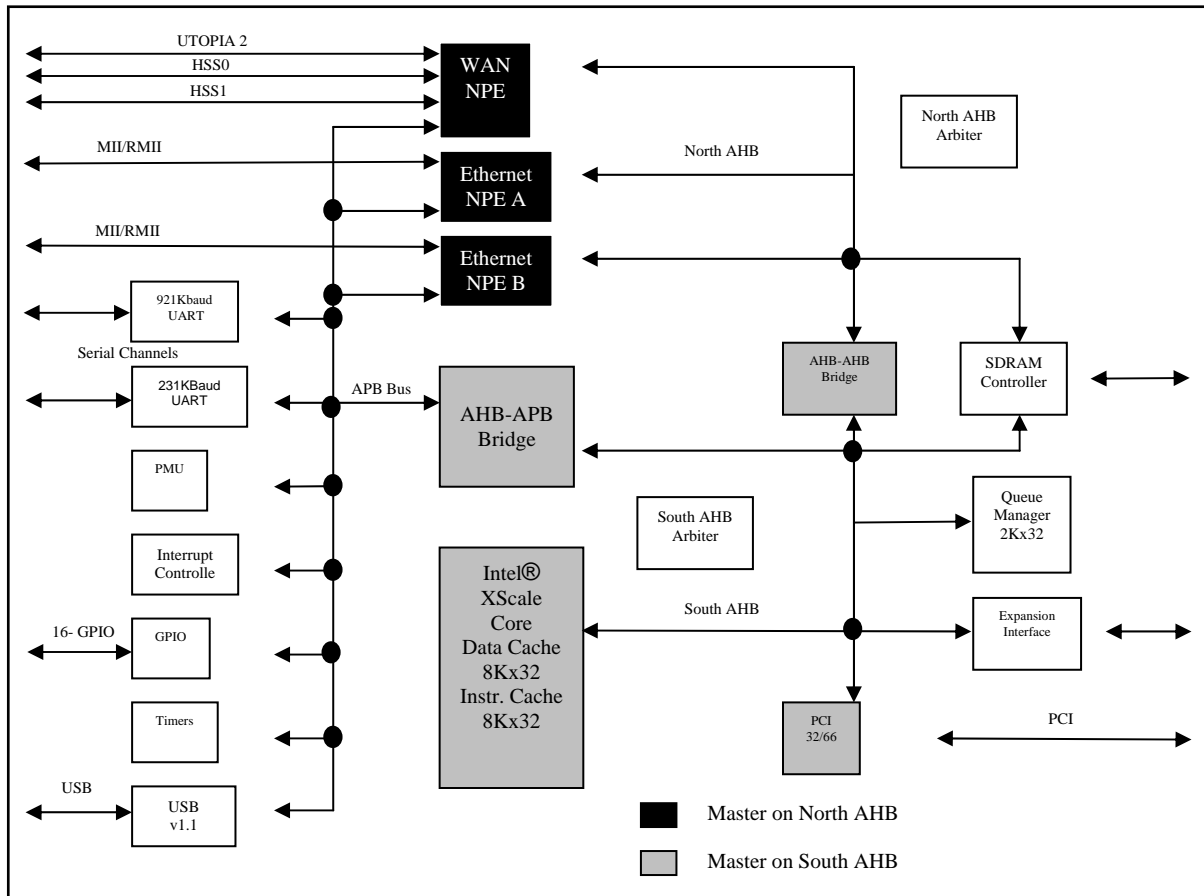 UTOPIA 2
HSS0
HSS1
WAN
NPE
North AHB
Arbiter
MII/RMII
Ethernet
NPE A
North AHB
MII/RMII
Ethernet
NPE B
921Kbaud
UART
Serial Channels
231KBaud
UART
APB Bus
AHB-APB
Bridge
AHB-AHB
Bridge
SDRAM
Controller
PMU
South AHB
Arbiter
Queue
Manager
2Kx32
Interrupt
Controlle
Intel®
XScale
Core
Data Cache
8Kx32
Instr. Cache
8Kx32
South AHB
Expansion
Interface
16- GPIO
GPIO
Timers
PCI
32/66
PCI
USB
USB
v1.1
Master on North AHB
Master on South AHB